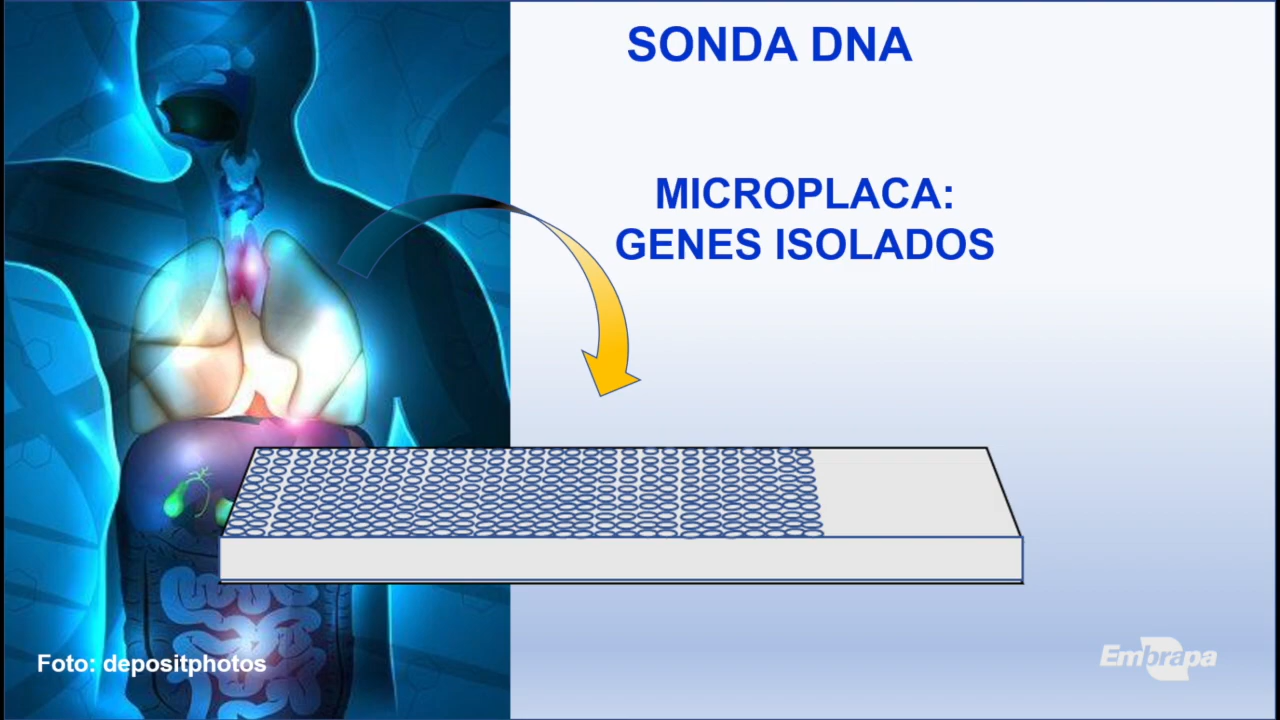 SONDA DNA
MICROPLACA:
GENES ISOLADOS
Foto: depositphotos
Embrapa